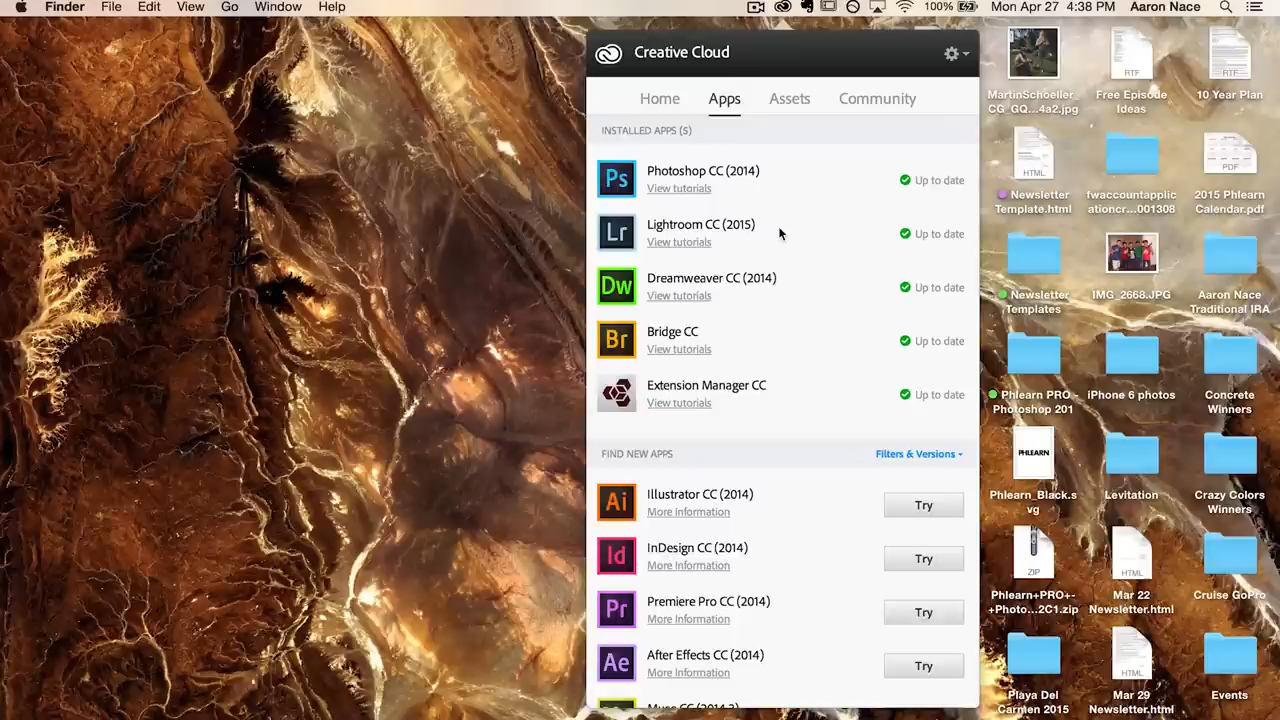 Finder File Edit View Go Window Help
100% Mon Apr 27 4:38 PM Aaron Nace
Creative Cloud
Home Apps Assets Community
INSTALLED APPS (5)
Ps
Photoshop CC (2014)
View tutorials
Up to date
Lr
Lightroom CC (2015)
View tutorials
Up to date
Dw
Dreamweaver CC (2014)
View tutorials
Up to date
Br
Bridge CC
View tutorials
Up to date
Extension Manager CC
View tutorials
Up to date
FIND NEW APPS
Filters & Versions
Ai
Illustrator CC (2014)
More Information
Try
Id
InDesign CC (2014)
More Information
Try
Pr
Premiere Pro CC (2014)
More Information
Try
Ae
After Effects CC (2014)
More Information
Try
MartinSchoeller_
CG_GQ...4a2.jpg
RTF
Free Episode
Ideas
10 Year Plan
HTML
Newsletter
Template.html
fwaccountapplic
ationcr...001308
PDF
2015 Phlearn
Calendar.pdf
Newsletter
Templates
IMG_2668.JPG
Aaron Nace
Traditional IRA
Phlearn PRO -
Photoshop 201
iPhone 6 photos
Concrete
Winners
PHLEARN
Phlearn_Black.s
vg
Levitation
Crazy Colors
Winners
ZIP
Phlearn+PRO+-
+Photo...2C1.zip
HTML
Mar 22
Newsletter.html
Cruise GoPro
Playa Del
Carmen 2015
HTML
Mar 29
Newsletter.html
Events